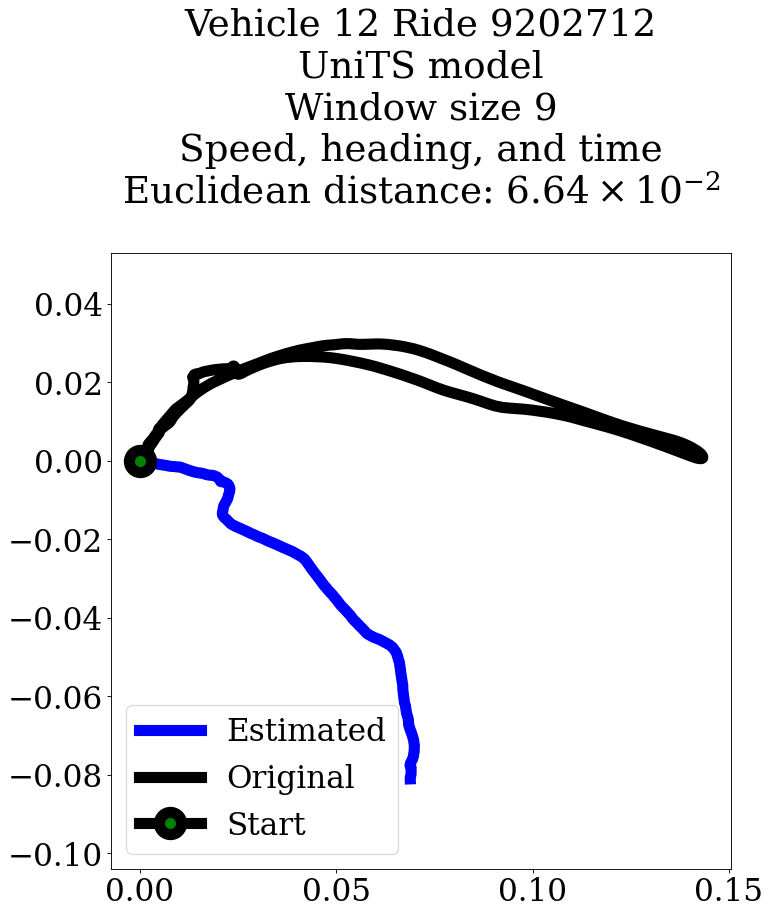 Vehicle 12 Ride 9202712
UniTS model
Window size 9
Speed, heading, and time
Euclidean distance: 6.64 × 10⁻²
0.04
0.02
0.00
−0.02
−0.04
−0.06
−0.08
−0.10
Estimated
Original
Start
0.00 0.05 0.10 0.15